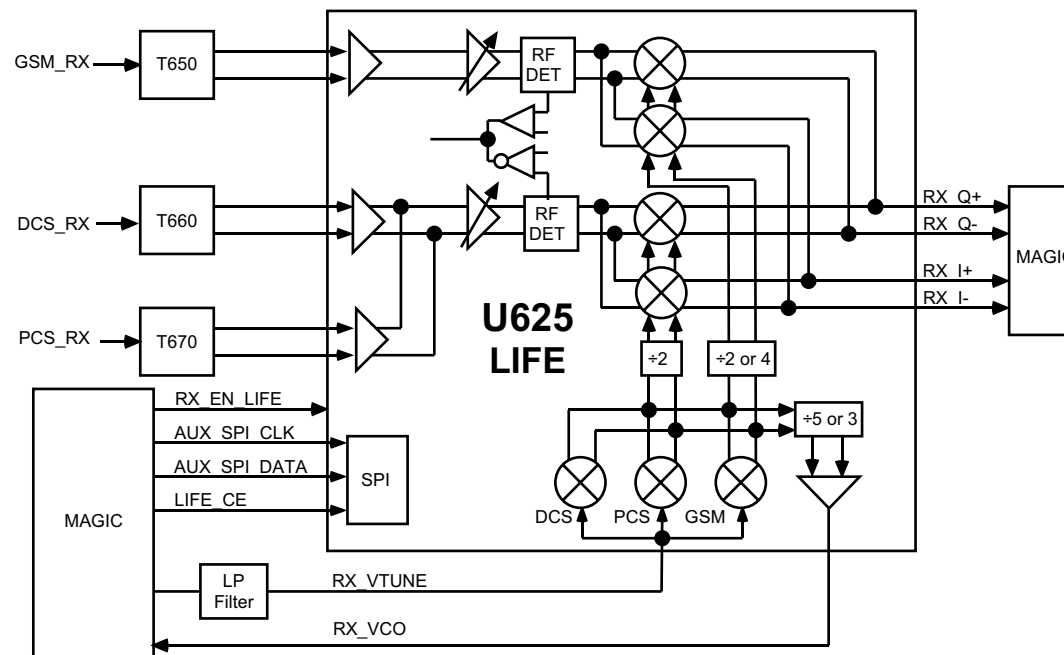 GSM_RX
T650
RF
DET
DCS_RX
T660
RF
DET
RX_Q+
RX_Q-
RX_I+
RX_I-
PCS_RX
T670
U625
LIFE
÷2
÷2 or 4
÷5 or 3
RX_EN_LIFE
AUX_SPI_CLK
AUX_SPI_DATA
LIFE_CE
SPI
MAGIC
DCS
PCS
GSM
LP
Filter
RX_VTUNE
RX_VCO